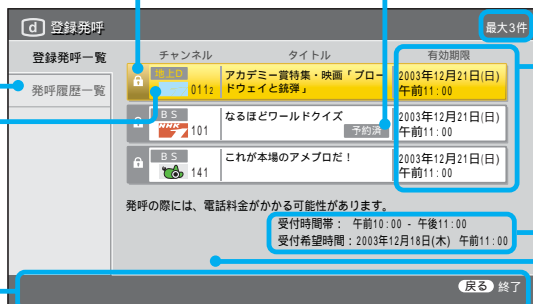 d 登録発呼
最大3件
登録発呼一覧
発呼履歴一覧
チャンネル タイトル 有効期限
地上D 0112 アカデミー賞特集・映画「ブロードウェイと銃弾」 2003年12月21日(日) 午前11:00
BS NHK 101 なるほどワールドクイズ 予約済 2003年12月21日(日) 午前11:00
BS 141 これが本場のアメプロだ! 2003年12月21日(日) 午前11:00
発呼の際には、電話料金がかかる可能性があります。
受付時間帯: 午前10:00 - 午後11:00
受付希望時間:2003年12月18日(木) 午前11:00
戻る 終了